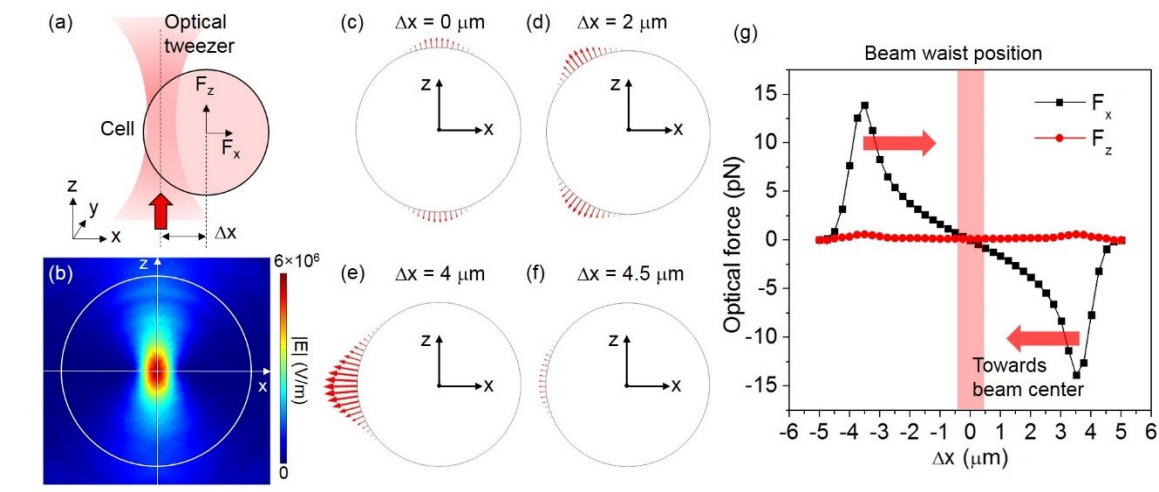 (a)
Optical
tweezer
F_z
Cell
F_x
z
y
x
Δx
(b)
z
x
6×10⁶
|E| (V/m)
0
(c)
Δx = 0 μm
z
x
(d)
Δx = 2 μm
z
x
(e)
Δx = 4 μm
z
x
(f)
Δx = 4.5 μm
z
x
(g)
Beam waist position
F_x
F_z
Towards
beam center
Optical force (pN)
15
10
5
0
-5
-10
-15
-6 -5 -4 -3 -2 -1 0 1 2 3 4 5 6
Δx (μm)